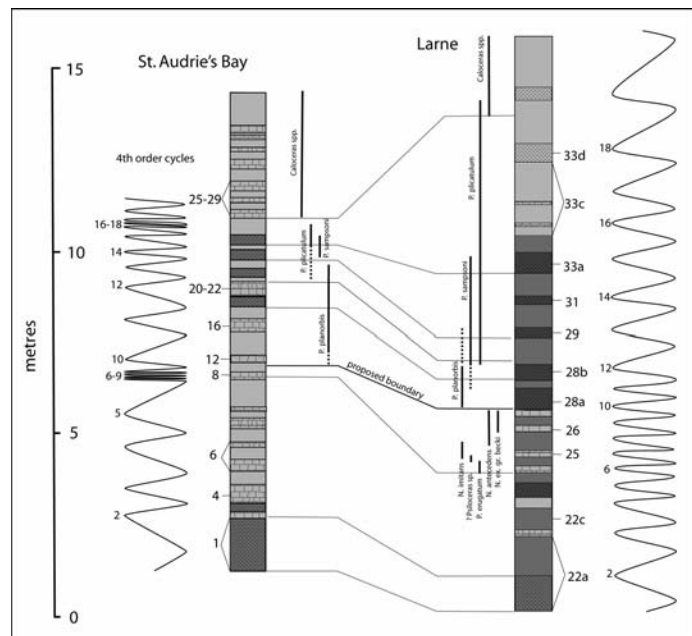 15
10
5
0
metres
St. Audrie's Bay
Larne
4th order cycles
16-18
14
12
10
6-9
5
2
25-29
20-22
16
12
8
6
4
1
Caloceras spp.
P. plicatulum
P. sampsoni
P. planorbis
proposed boundary
Caloceras spp.
P. plicatulum
P. sampsoni
P. planorbis
N. imitans
? Psiloceras sp.
P. erugatum
N. antecedens
N. ex. gr. becki
33d
33c
33a
31
29
28b
28a
26
25
22c
22a
18
16
14
12
10
6
2